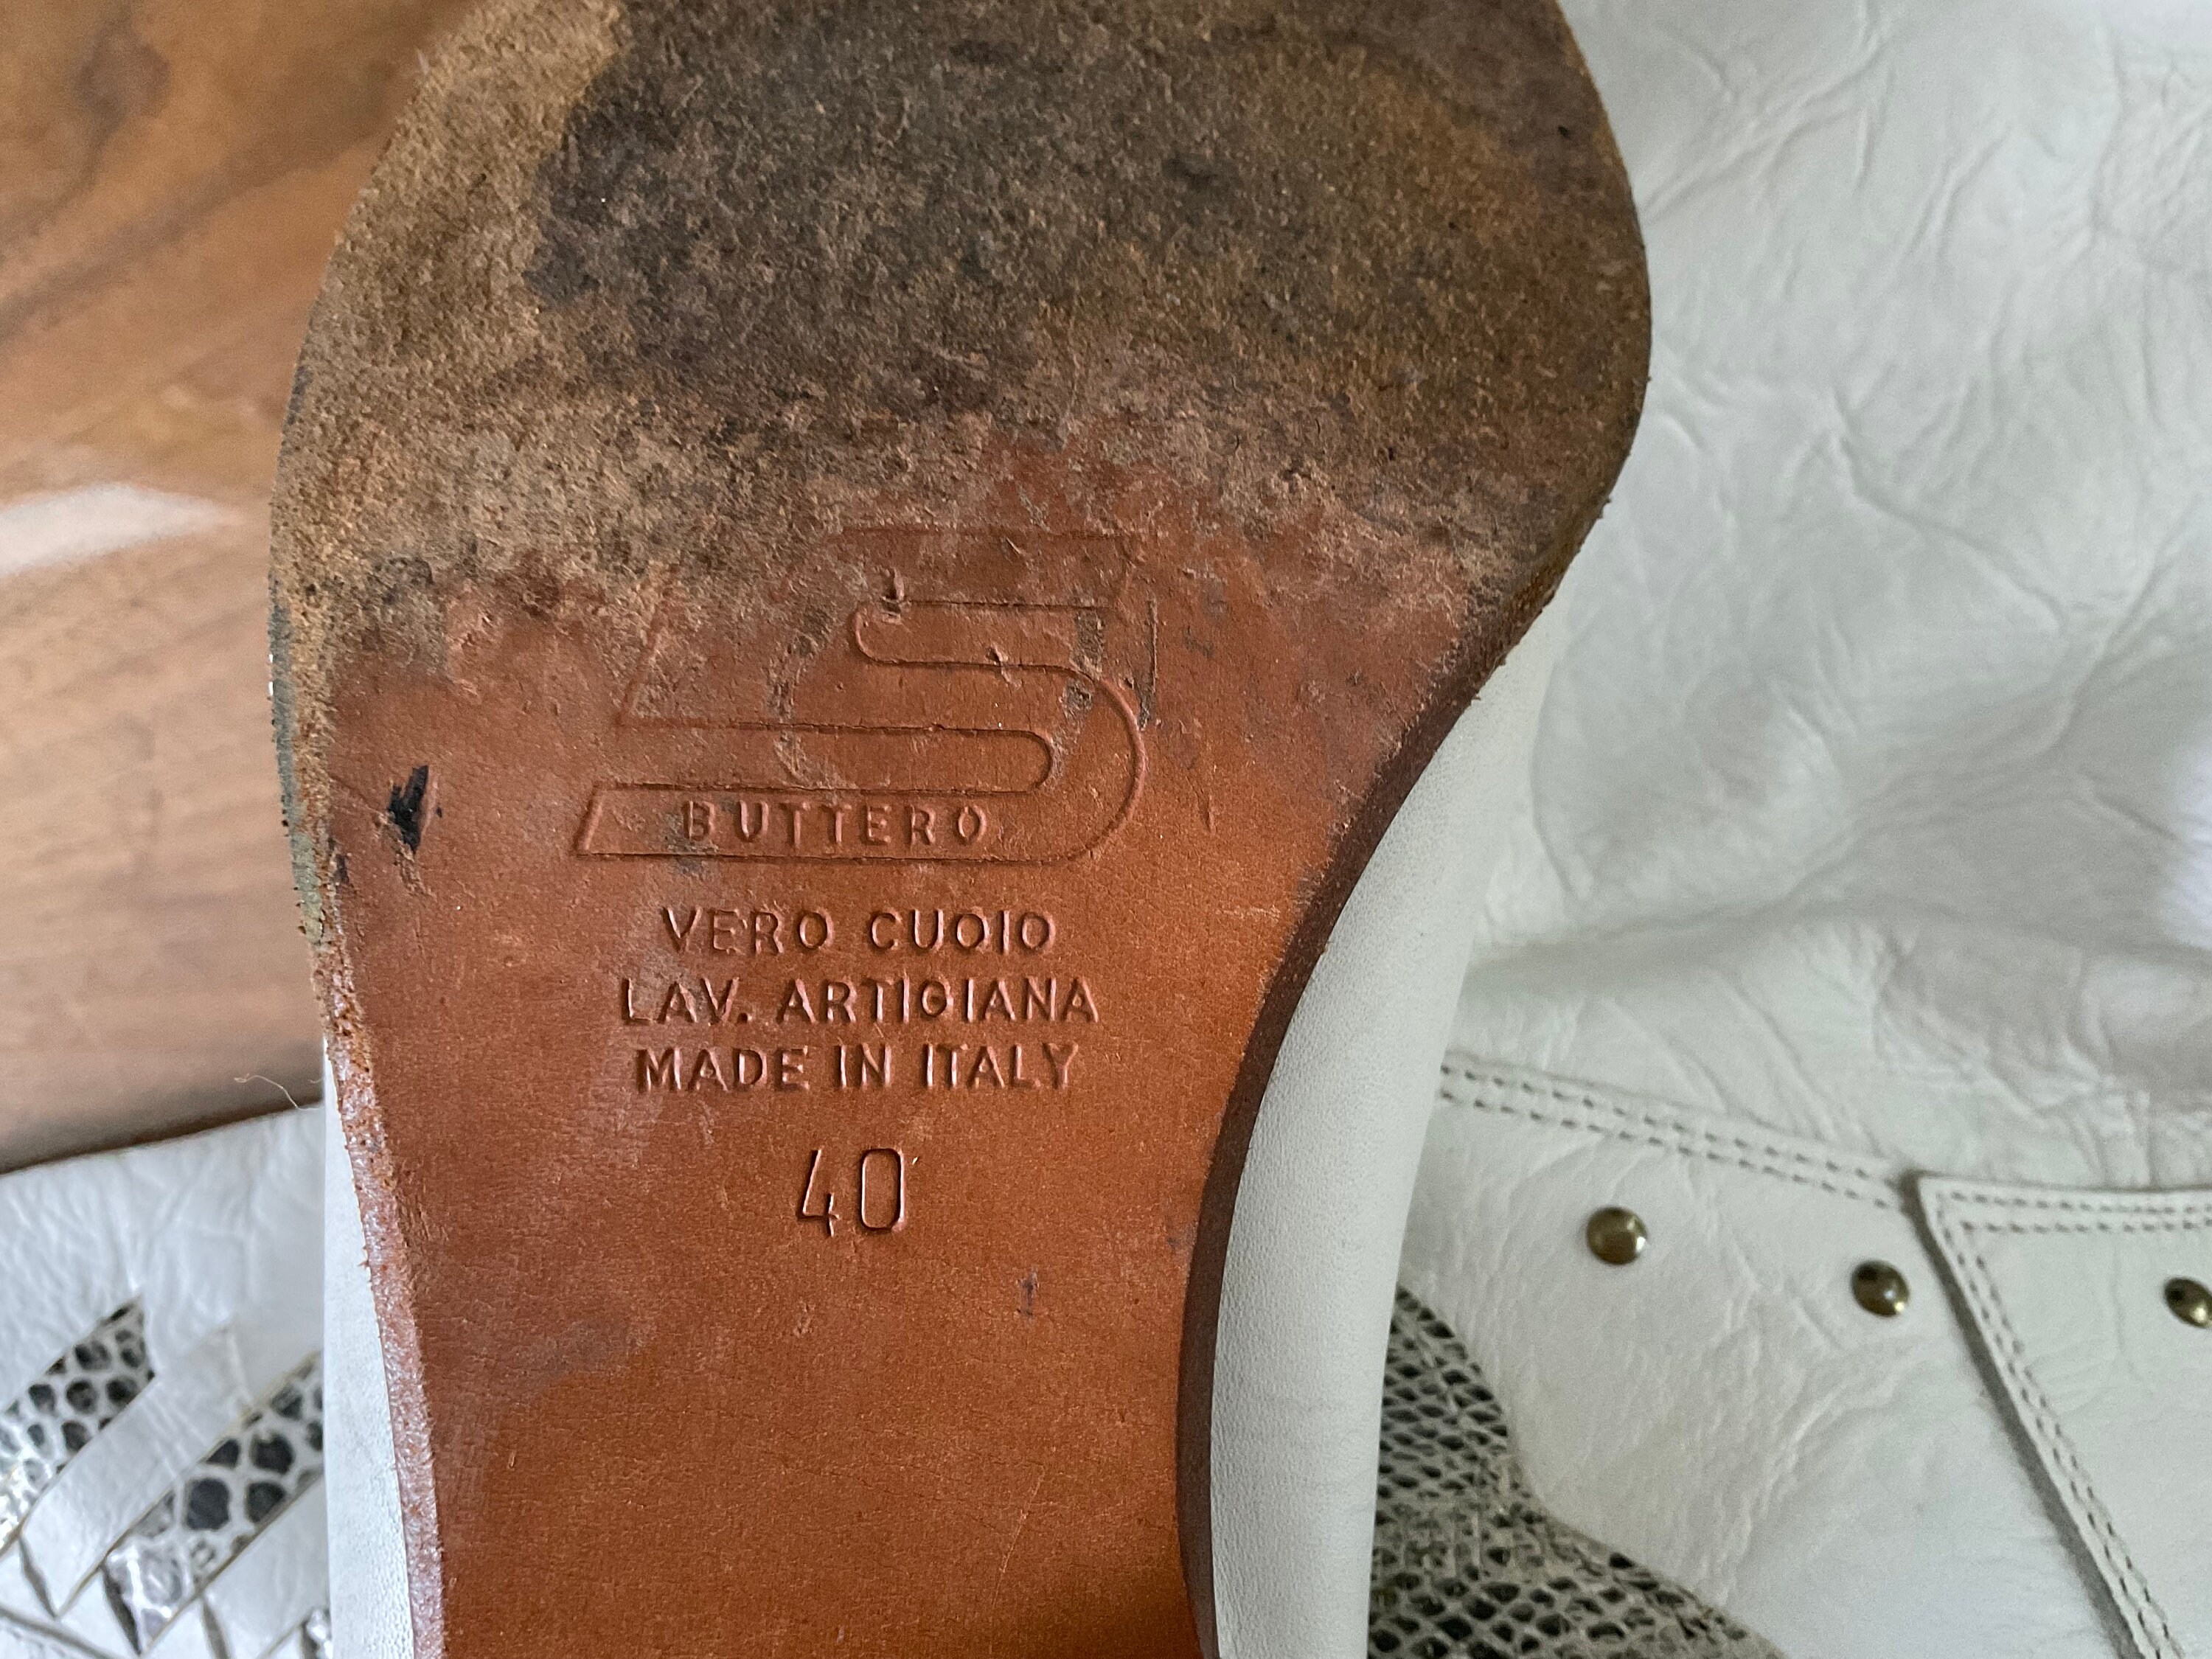 BUTTERO
VERO CUOIO
LAV. ARTIGIANA
MADE IN ITALY
40